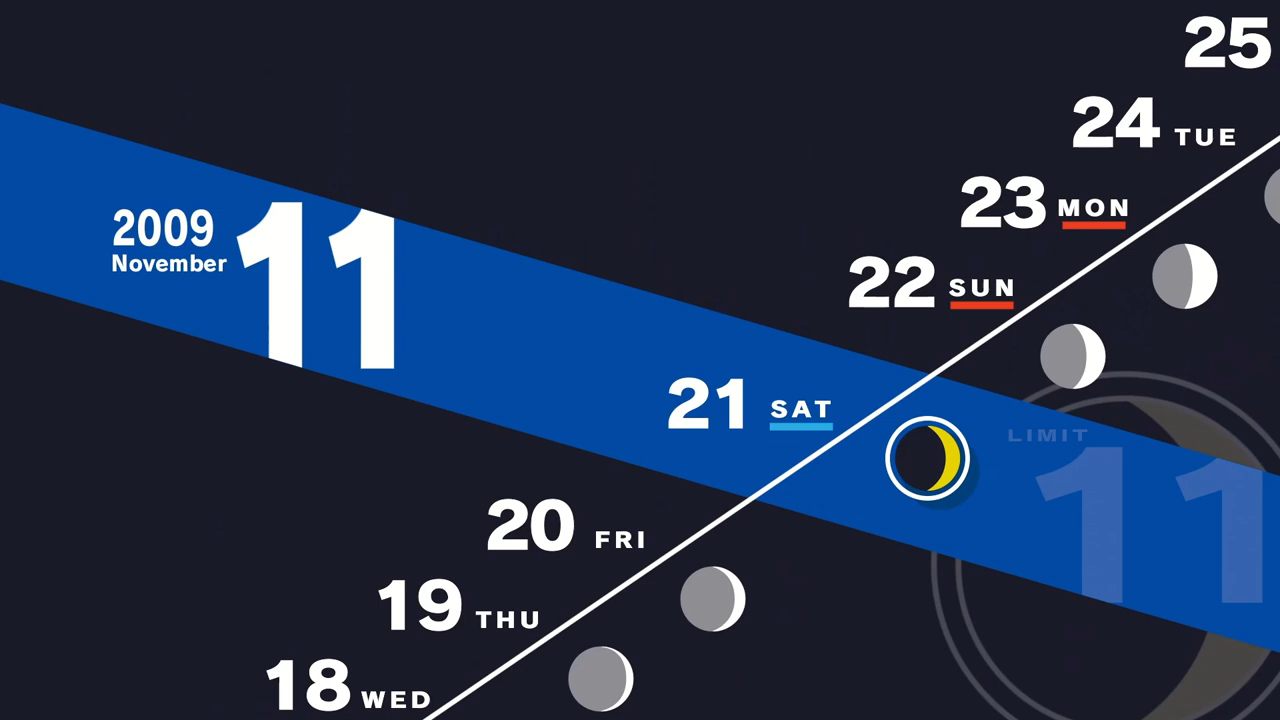 25
24 TUE
23 MON
22 SUN
2009
November
11
21 SAT
LIMIT
11
20 FRI
19 THU
18 WED